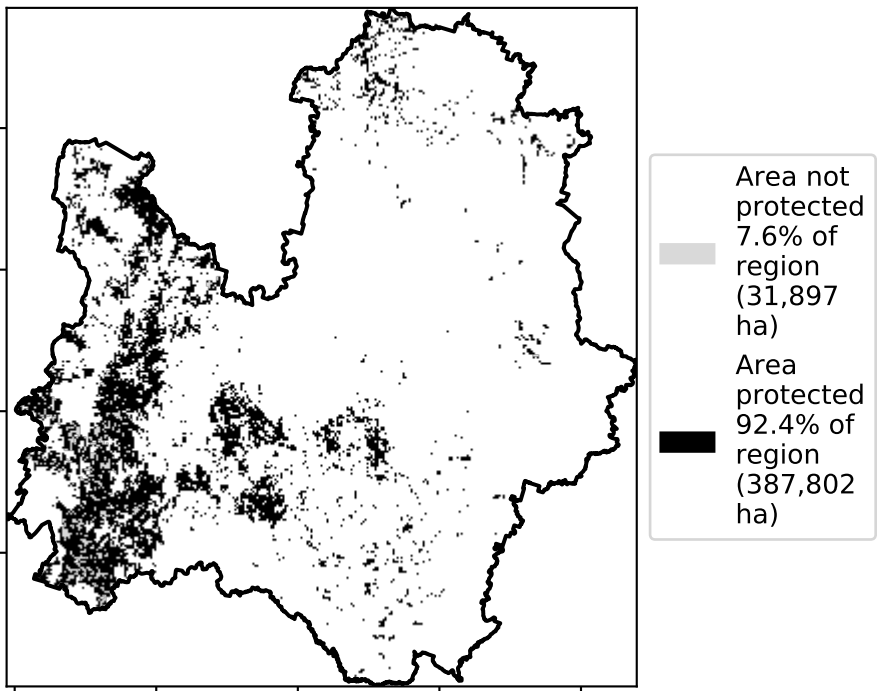 Area not
protected
7.6% of
region
(31,897
ha)
Area
protected
92.4% of
region
(387,802
ha)